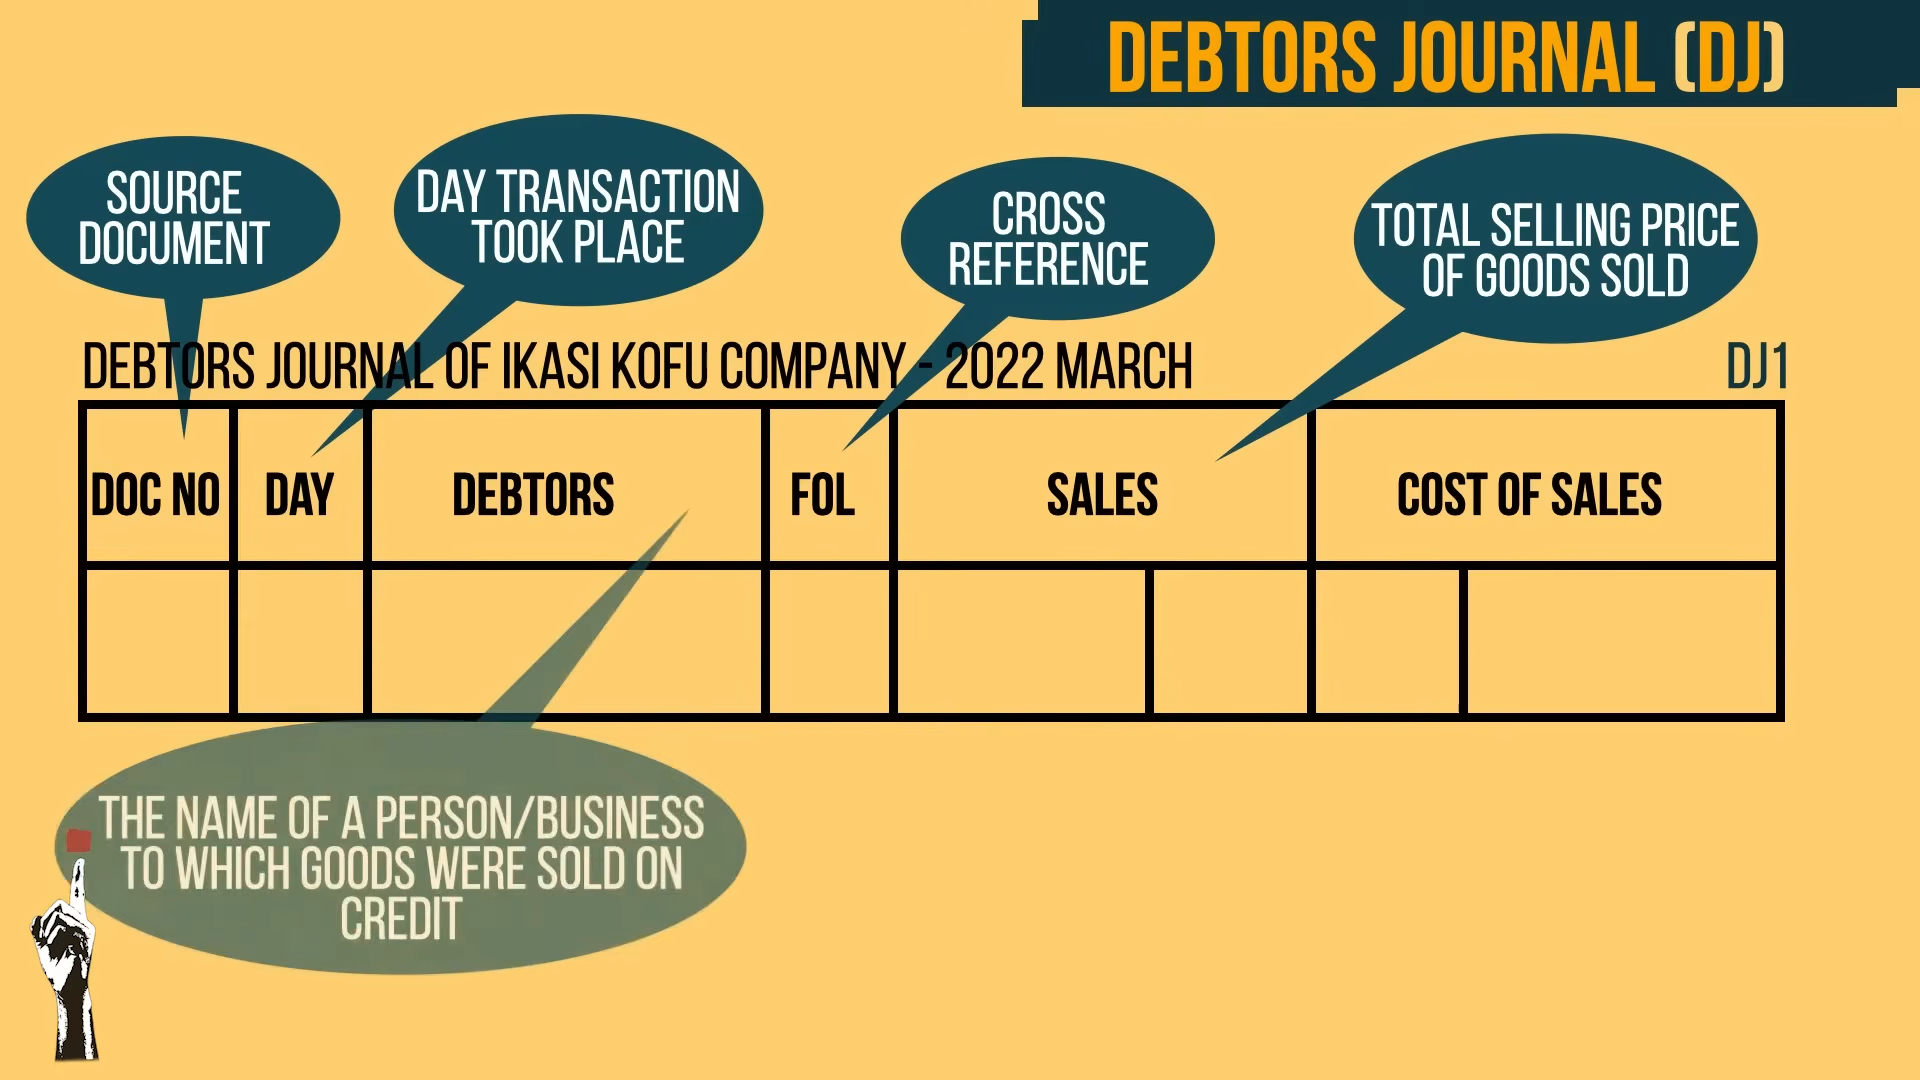 DEBTORS JOURNAL (DJ)
SOURCE
DOCUMENT
DAY TRANSACTION
TOOK PLACE
CROSS
REFERENCE
TOTAL SELLING PRICE
OF GOODS SOLD
DEBTORS JOURNAL OF IKASI KOFU COMPANY - 2022 MARCH
DJ1
DOC NO
DAY
DEBTORS
FOL
SALES
COST OF SALES
THE NAME OF A PERSON/BUSINESS
TO WHICH GOODS WERE SOLD ON
CREDIT